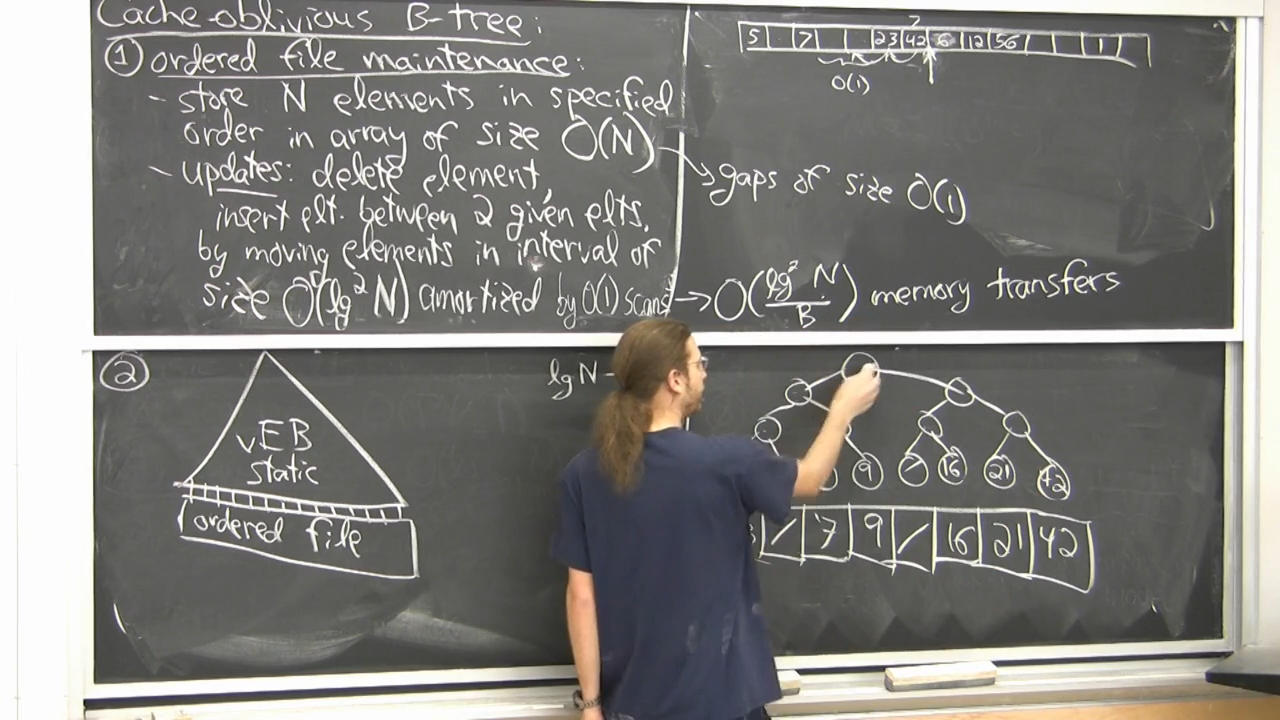 Cache-oblivious B-tree:
① ordered file maintenance:
- store N elements in specified
order in array of size O(N)
- updates: delete element,
insert elt. between 2 given elts.
by moving elements in interval of
size O(lg² N) amortized by O(1) scans
5 7 23 42 6 12 56 1
O(1)
gaps of size O(1)
O(lg² N / B) memory transfers
②
vEB
static
ordered file
lg N
9 / 16 21 42
/ 7 9 / 16 21 42